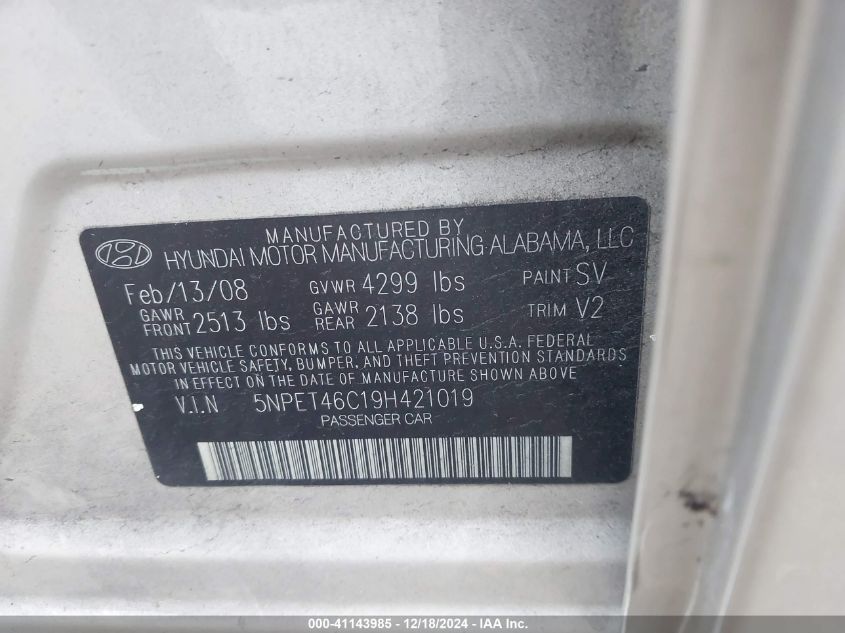 MANUFACTURED BY
HYUNDAI MOTOR MANUFACTURING ALABAMA, LLC
Feb/13/08 GVWR 4299 lbs PAINT SV
GAWR FRONT 2513 lbs GAWR REAR 2138 lbs TRIM V2
THIS VEHICLE CONFORMS TO ALL APPLICABLE U.S.A. FEDERAL
MOTOR VEHICLE SAFETY, BUMPER, AND THEFT PREVENTION STANDARDS
IN EFFECT ON THE DATE OF MANUFACTURE SHOWN ABOVE.
V.I.N 5NPET46C19H421019
PASSENGER CAR
000-41143985 - 12/18/2024 - IAA Inc.